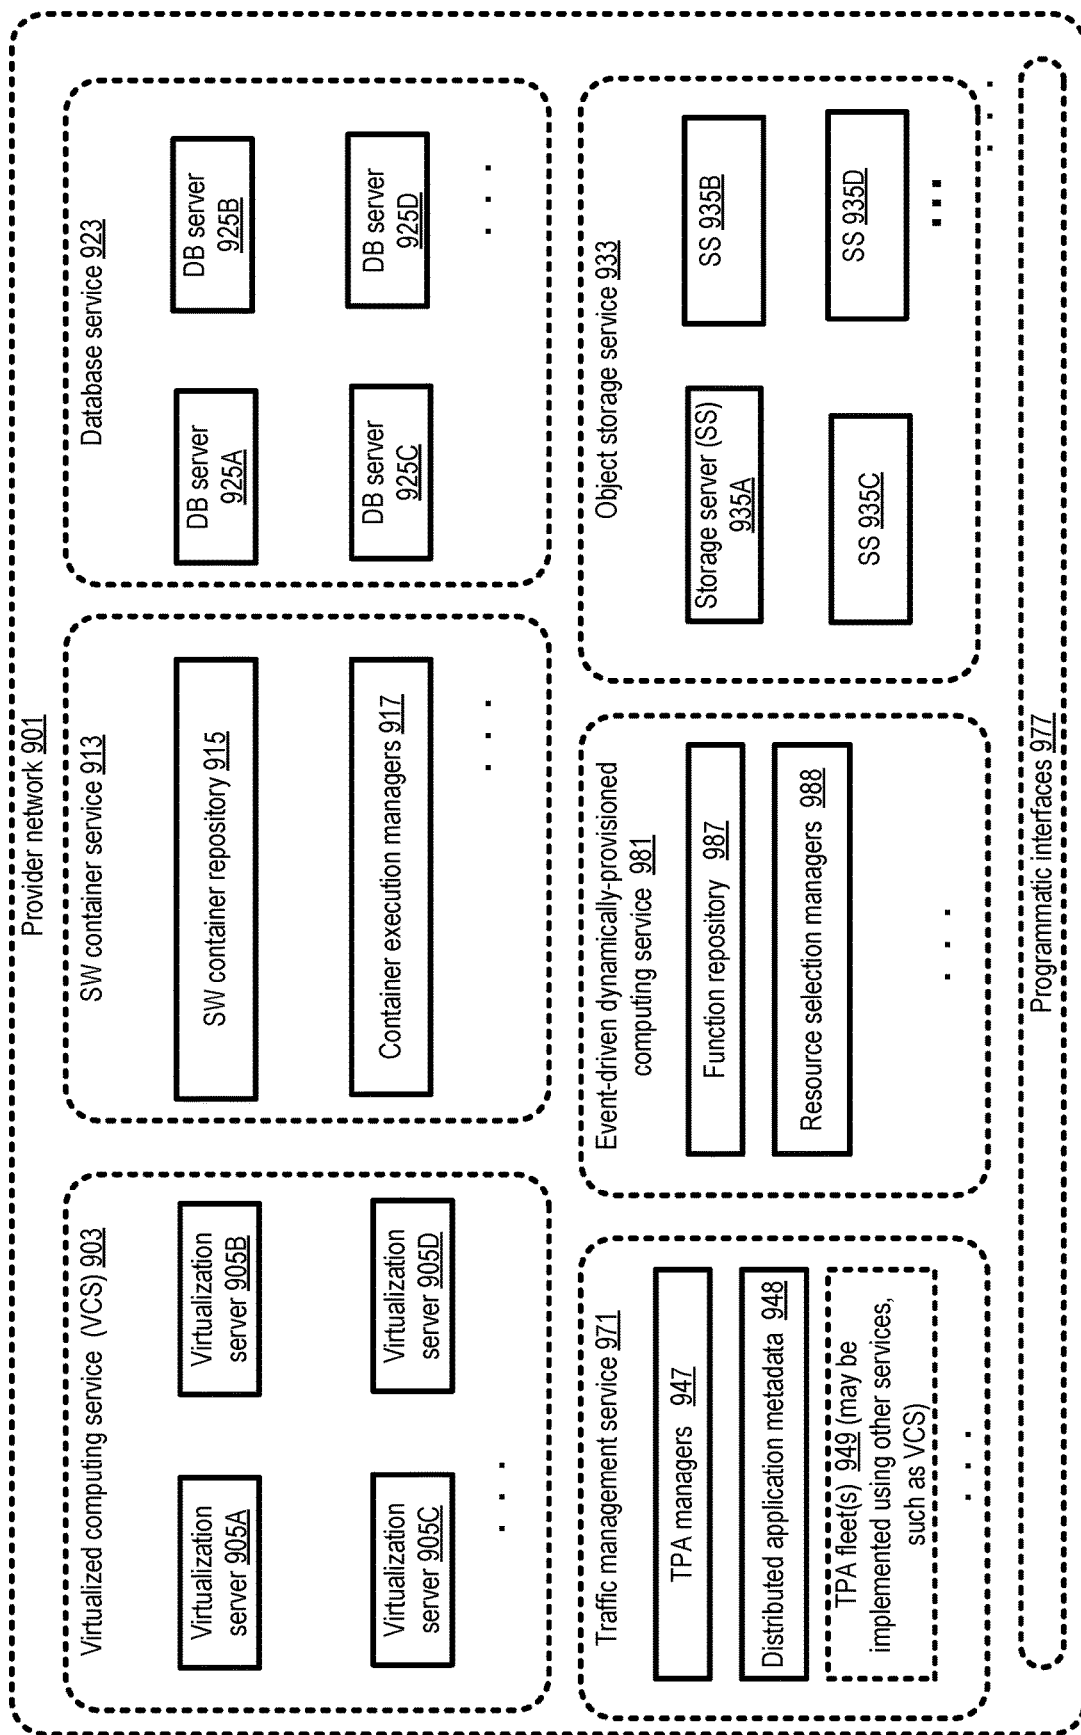 Provider network 901
Virtualized computing service (VCS) 903
Virtualization
server 905A
Virtualization
server 905B
Virtualization
server 905C
Virtualization
server 905D
. . .
SW container service 913
SW container repository 915
Container execution managers 917
. . .
Database service 923
DB server
925A
DB server
925B
DB server
925C
DB server
925D
. . .
Traffic management service 971
TPA managers 947
Distributed application metadata 948
TPA fleet(s) 949 (may be
implemented using other services,
such as VCS)
. . .
Event-driven dynamically-provisioned
computing service 981
Function repository 987
Resource selection managers 988
. . .
Object storage service 933
Storage server (SS)
935A
SS 935B
SS 935C
SS 935D
...
. . .
Programmatic interfaces 977